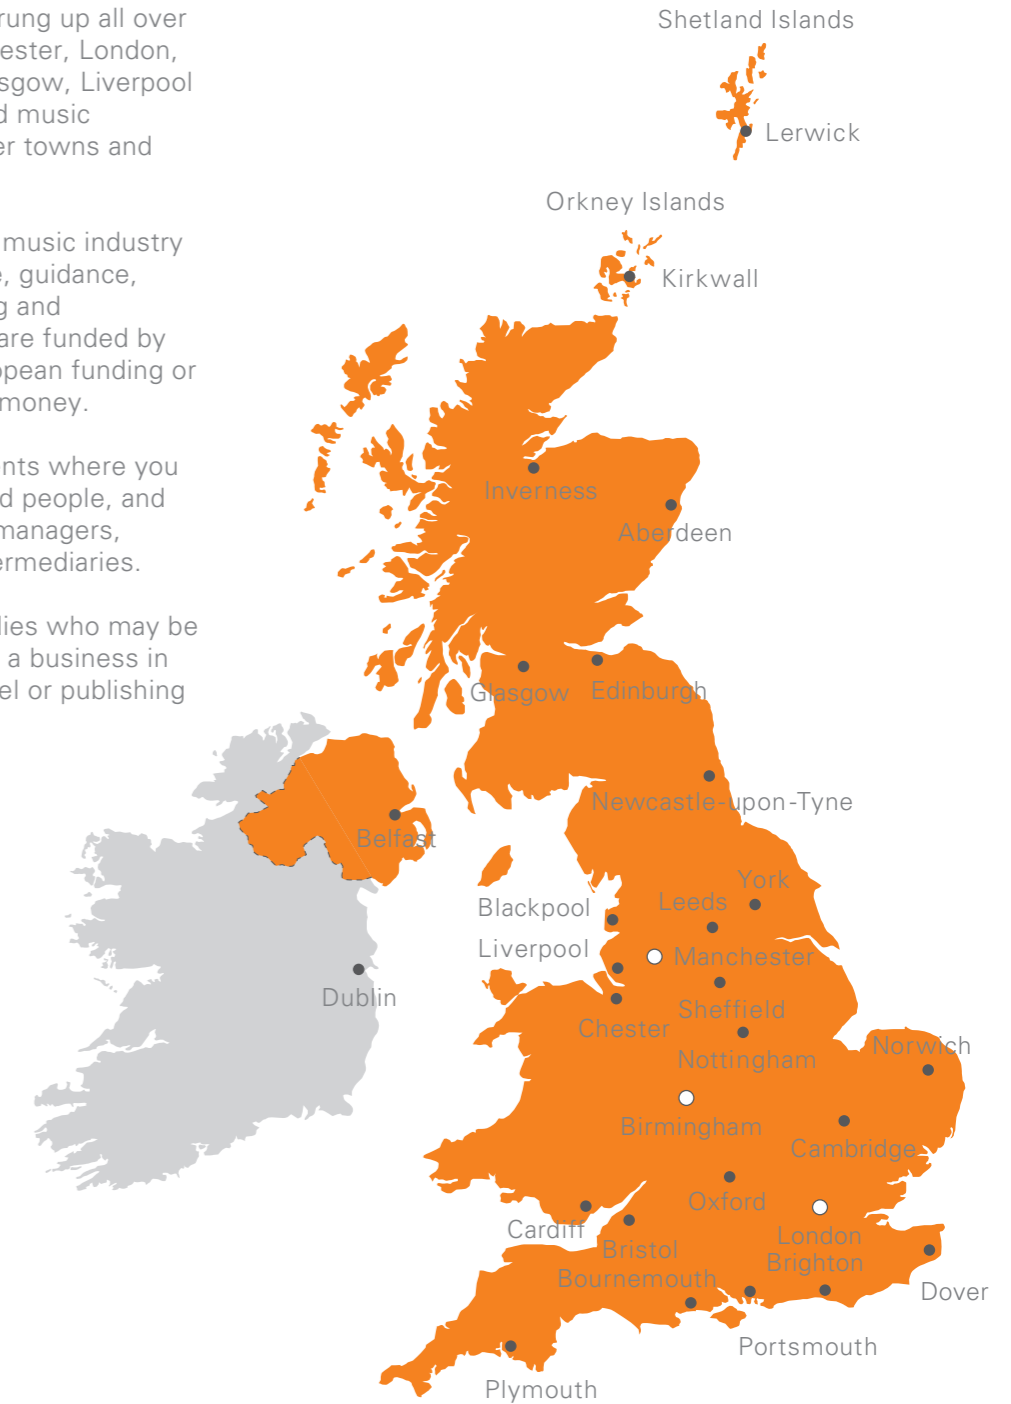 rung up all over
ester, London,
sgow, Liverpool
d music
er towns and
music industry
e, guidance,
g and
are funded by
opean funding or
money.
ents where you
d people, and
managers,
ermediaries.
dies who may be
a business in
el or publishing
Shetland Islands
Lerwick
Orkney Islands
Kirkwall
Inverness
Aberdeen
Glasgow
Edinburgh
Newcastle-upon-Tyne
Belfast
York
Leeds
Blackpool
Liverpool
Manchester
Dublin
Sheffield
Chester
Norwich
Nottingham
Birmingham
Cambridge
Oxford
Cardiff
London
Bristol
Brighton
Bournemouth
Dover
Portsmouth
Plymouth